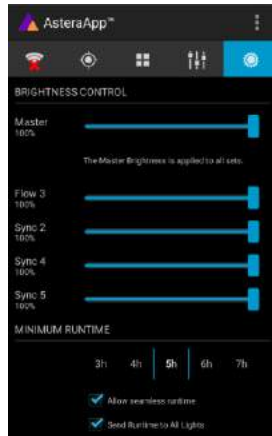 AsteraApp™
BRIGHTNESS CONTROL
Master
100%
The Master Brightness is applied to all sets.
Flow 3
100%
Sync 2
100%
Sync 4
100%
Sync 5
100%
MINIMUM RUNTIME
3h 4h 5h 6h 7h
Allow seamless runtime
Send Runtime to All Lights